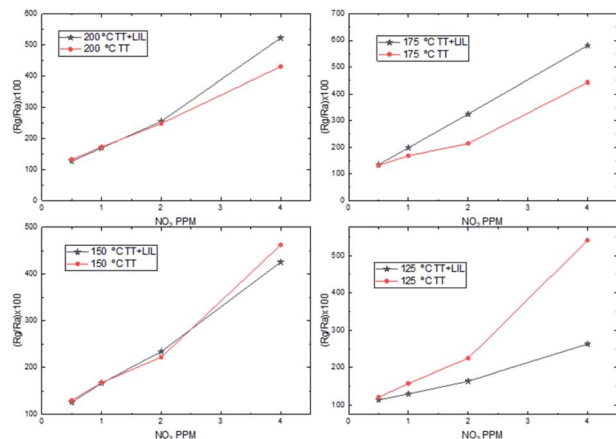 600
500
400
300
200
100
0
0 1 2 3 4
(Rg/Ra)x100
NO2 PPM
200 °C TT+LIL
200 °C TT
700
600
500
400
300
200
100
0
0 1 2 3 4
(Rg/Ra)x100
NO2 PPM
175 °C TT+LIL
175 °C TT
500
400
300
200
100
0 1 2 3 4
(Rg/Ra)x100
NO2 PPM
150 °C TT+LIL
150 °C TT
500
400
300
200
100
0 1 2 3 4
(Rg/Ra)x100
NO2 PPM
125 °C TT+LIL
125 °C TT